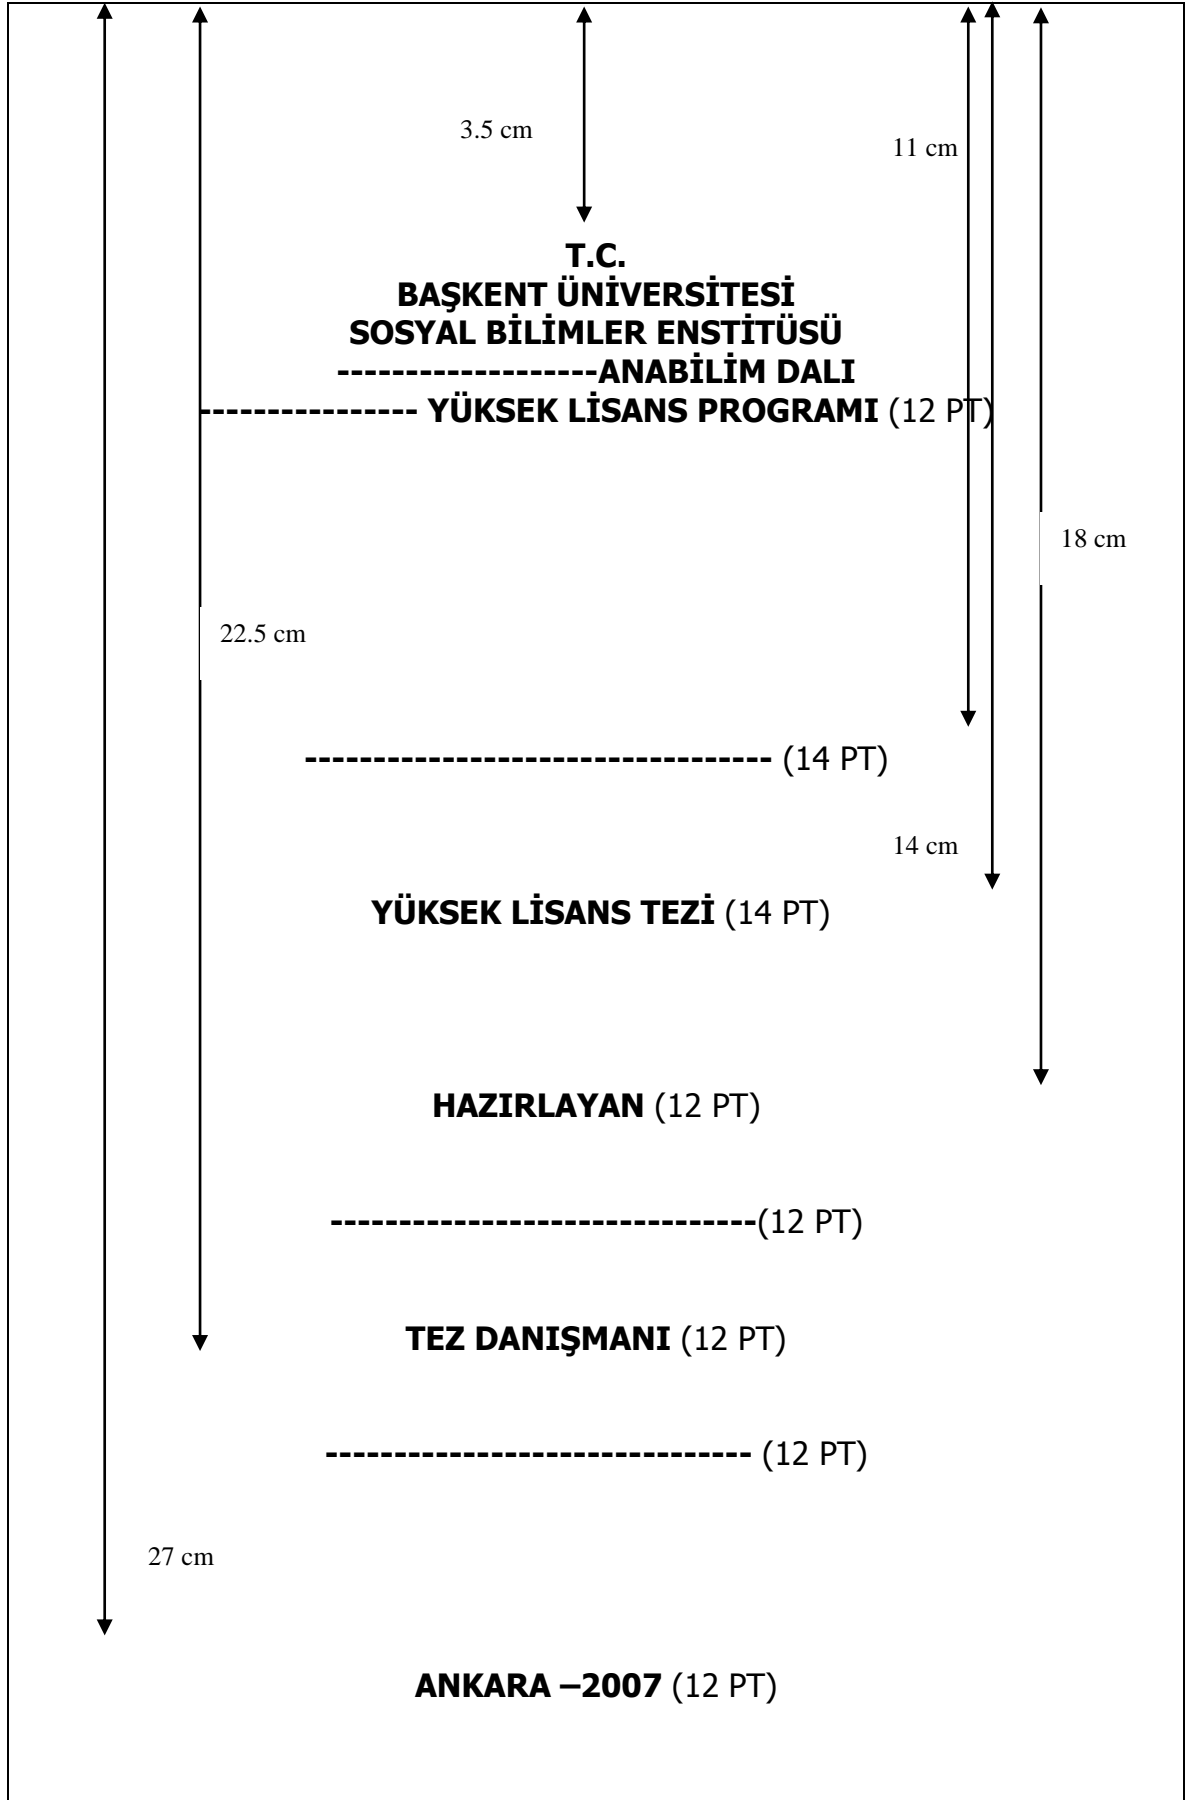 3.5 cm
11 cm
T.C.
BAŞKENT ÜNİVERSİTESİ
SOSYAL BİLİMLER ENSTİTÜSÜ
-------------------ANABİLİM DALI
---------------- YÜKSEK LİSANS PROGRAMI (12 PT)
18 cm
22.5 cm
---------------------------------- (14 PT)
14 cm
YÜKSEK LİSANS TEZİ (14 PT)
HAZIRLAYAN (12 PT)
-------------------------------(12 PT)
TEZ DANIŞMANI (12 PT)
------------------------------- (12 PT)
27 cm
ANKARA –2007 (12 PT)